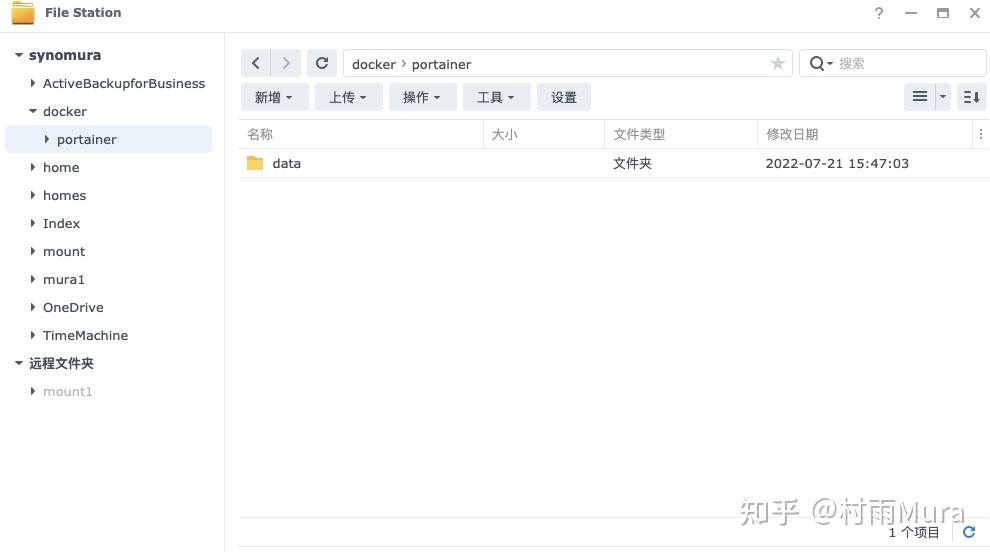 File Station
synomura
ActiveBackupforBusiness
docker
portainer
home
homes
Index
mount
mura1
OneDrive
TimeMachine
远程文件夹
mount1
docker › portainer
搜索
新增 上传 操作 工具 设置
名称 大小 文件类型 修改日期
data 文件夹 2022-07-21 15:47:03
知乎 @村雨Mura
1 个项目